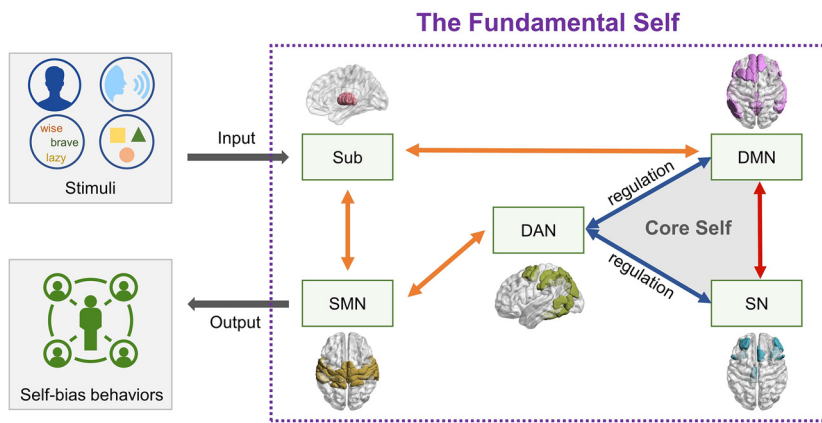 The Fundamental Self
wise
brave
lazy
Stimuli
Input
Sub
DMN
regulation
DAN
Core Self
regulation
SMN
SN
Output
Self-bias behaviors